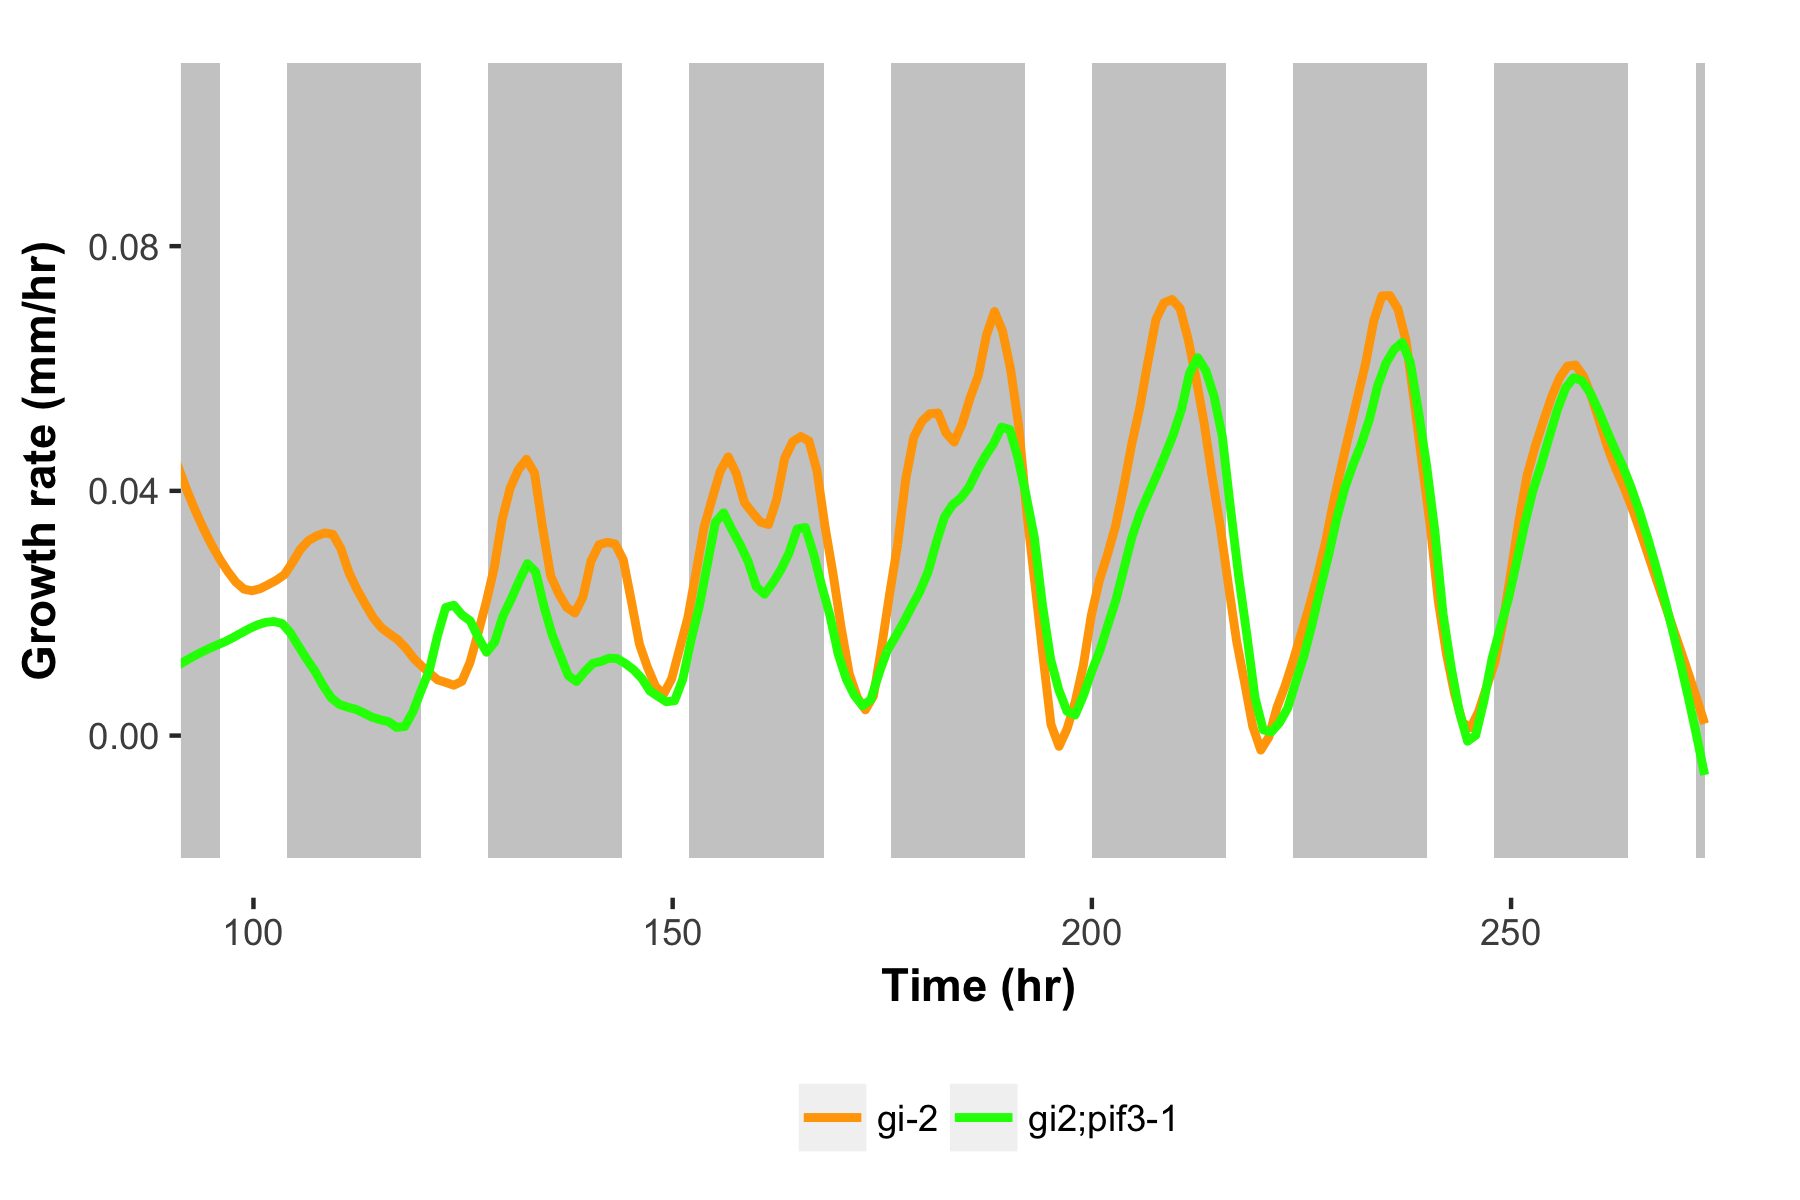 Growth rate (mm/hr)
0.08
0.04
0.00
100 150 200 250
Time (hr)
gi-2 gi2;pif3-1